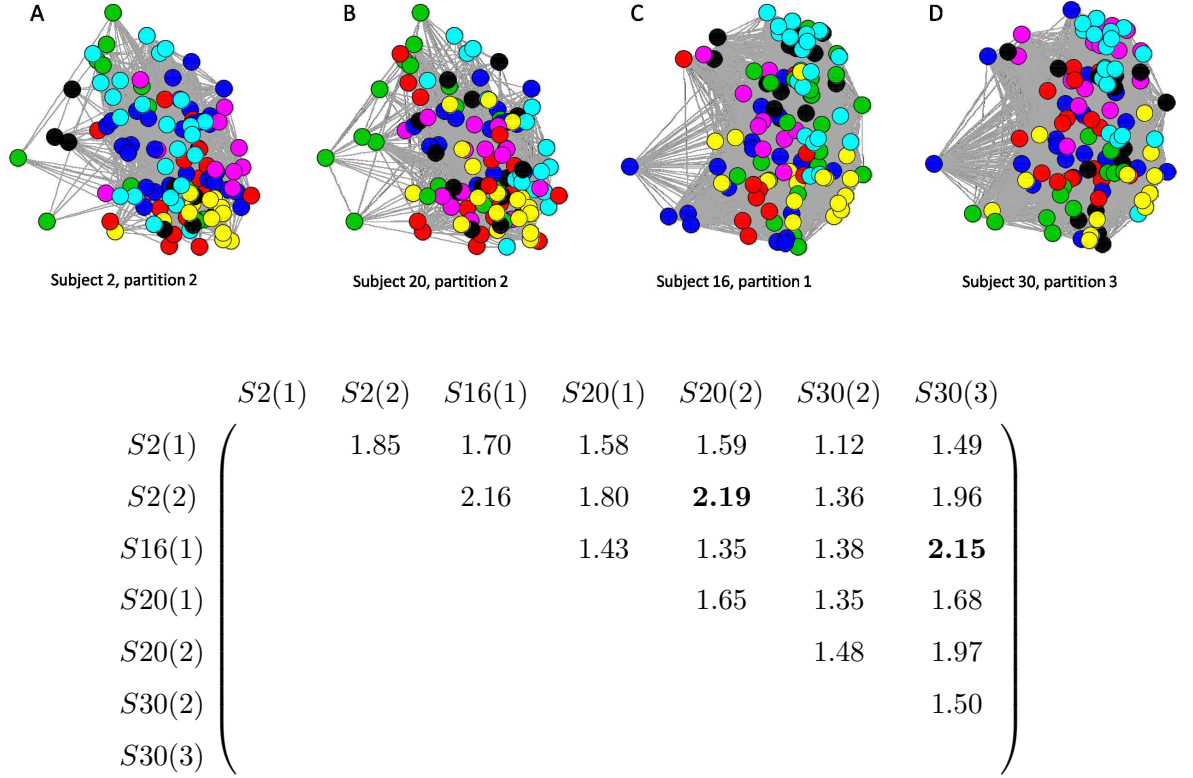 A B C D
Subject 2, partition 2 Subject 20, partition 2 Subject 16, partition 1 Subject 30, partition 3
S2(1) S2(2) S16(1) S20(1) S20(2) S30(2) S30(3)
S2(1) 1.85 1.70 1.58 1.59 1.12 1.49
S2(2) 2.16 1.80 2.19 1.36 1.96
S16(1) 1.43 1.35 1.38 2.15
S20(1) 1.65 1.35 1.68
S20(2) 1.48 1.97
S30(2) 1.50
S30(3)